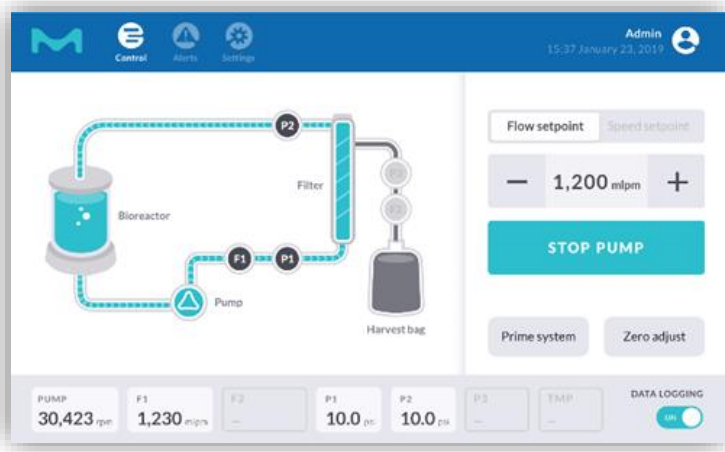 Control
Alerts
Settings
Admin
15:37 January 23, 2019
P2
Filter
P3
F2
Bioreactor
F1
P1
Pump
Harvest bag
Flow setpoint
Speed setpoint
− 1,200 mlpm +
STOP PUMP
Prime system
Zero adjust
PUMP
30,423 rpm
F1
1,230 mlpm
F2
--
P1
10.0 psi
P2
10.0 psi
P3
--
TMP
--
DATA LOGGING
ON